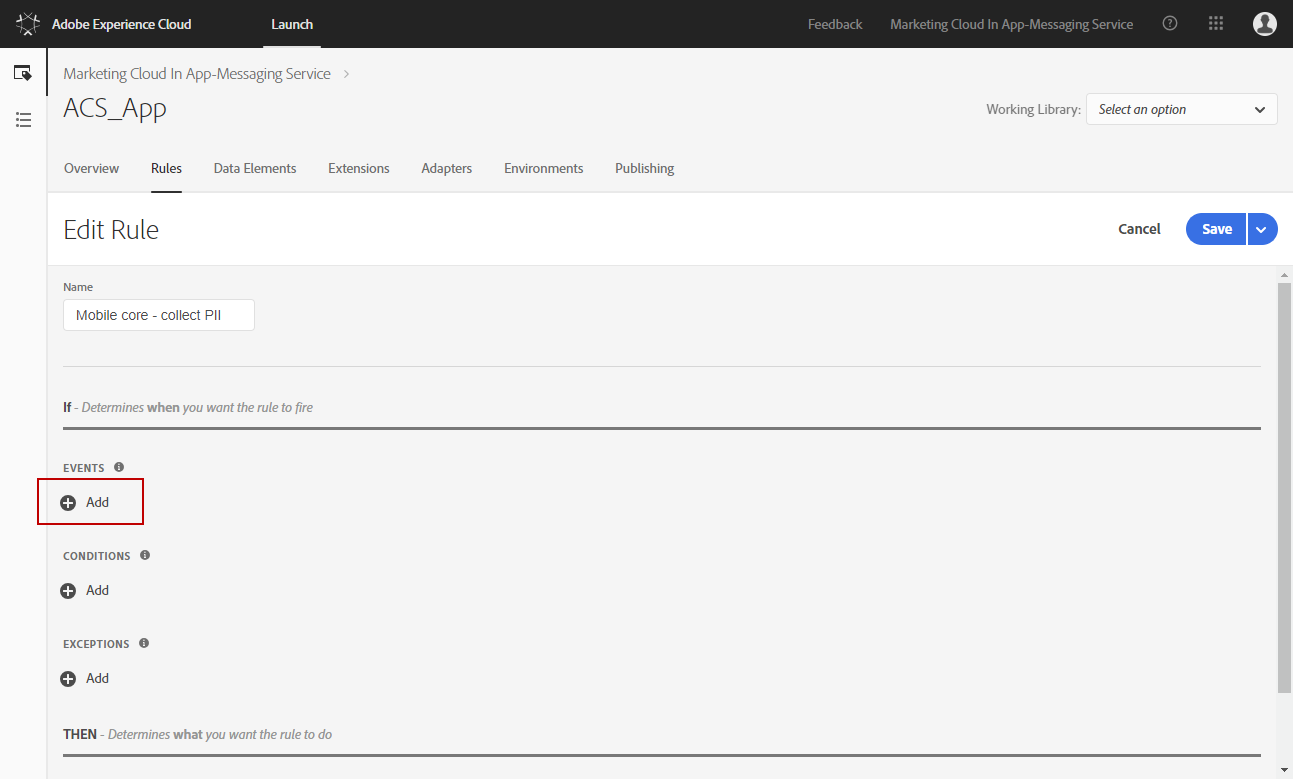 Adobe Experience Cloud Launch Feedback Marketing Cloud In App-Messaging Service
Marketing Cloud In App-Messaging Service
ACS_App
Working Library: Select an option
Overview Rules Data Elements Extensions Adapters Environments Publishing
Edit Rule
Cancel Save
Name
Mobile core - collect PII
If - Determines when you want the rule to fire
EVENTS
Add
CONDITIONS
Add
EXCEPTIONS
Add
THEN - Determines what you want the rule to do